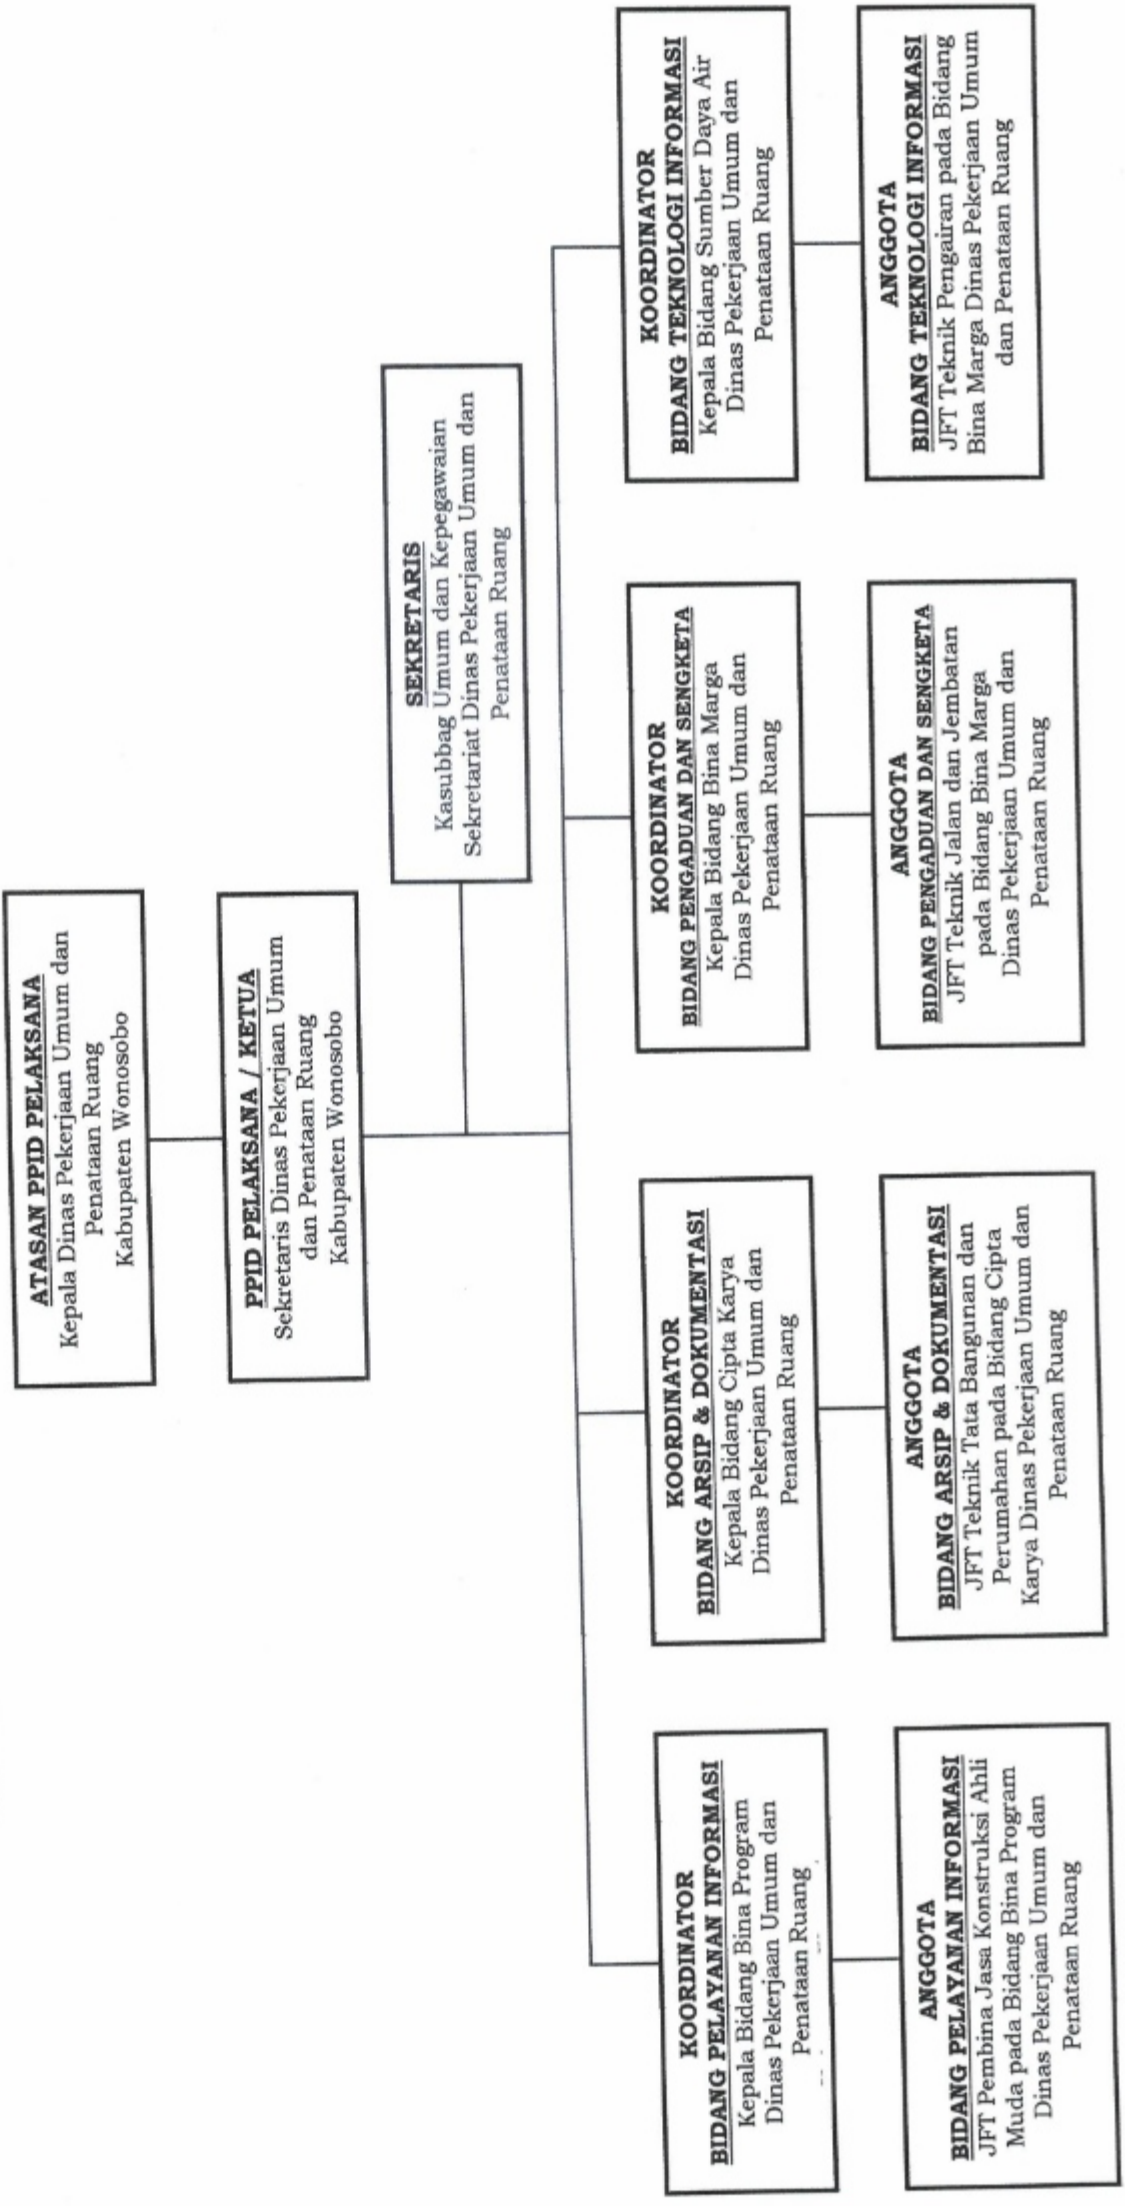 ATASAN PPID PELAKSANA
Kepala Dinas Pekerjaan Umum dan
Penataan Ruang
Kabupaten Wonosobo
PPID PELAKSANA / KETUA
Sekretaris Dinas Pekerjaan Umum
dan Penataan Ruang
Kabupaten Wonosobo
SEKRETARIS
Kasubbag Umum dan Kepegawaian
Sekretariat Dinas Pekerjaan Umum dan
Penataan Ruang
KOORDINATOR
BIDANG PELAYANAN INFORMASI
Kepala Bidang Bina Program
Dinas Pekerjaan Umum dan
Penataan Ruang
KOORDINATOR
BIDANG ARSIP & DOKUMENTASI
Kepala Bidang Cipta Karya
Dinas Pekerjaan Umum dan
Penataan Ruang
KOORDINATOR
BIDANG PENGADUAN DAN SENGKETA
Kepala Bidang Bina Marga
Dinas Pekerjaan Umum dan
Penataan Ruang
KOORDINATOR
BIDANG TEKNOLOGI INFORMASI
Kepala Bidang Sumber Daya Air
Dinas Pekerjaan Umum dan
Penataan Ruang
ANGGOTA
BIDANG PELAYANAN INFORMASI
JFT Pembina Jasa Konstruksi Ahli
Muda pada Bidang Bina Program
Dinas Pekerjaan Umum dan
Penataan Ruang
ANGGOTA
BIDANG ARSIP & DOKUMENTASI
JFT Teknik Tata Bangunan dan
Perumahan pada Bidang Cipta
Karya Dinas Pekerjaan Umum dan
Penataan Ruang
ANGGOTA
BIDANG PENGADUAN DAN SENGKETA
JFT Teknik Jalan dan Jembatan
pada Bidang Bina Marga
Dinas Pekerjaan Umum dan
Penataan Ruang
ANGGOTA
BIDANG TEKNOLOGI INFORMASI
JFT Teknik Pengairan pada Bidang
Bina Marga Dinas Pekerjaan Umum
dan Penataan Ruang